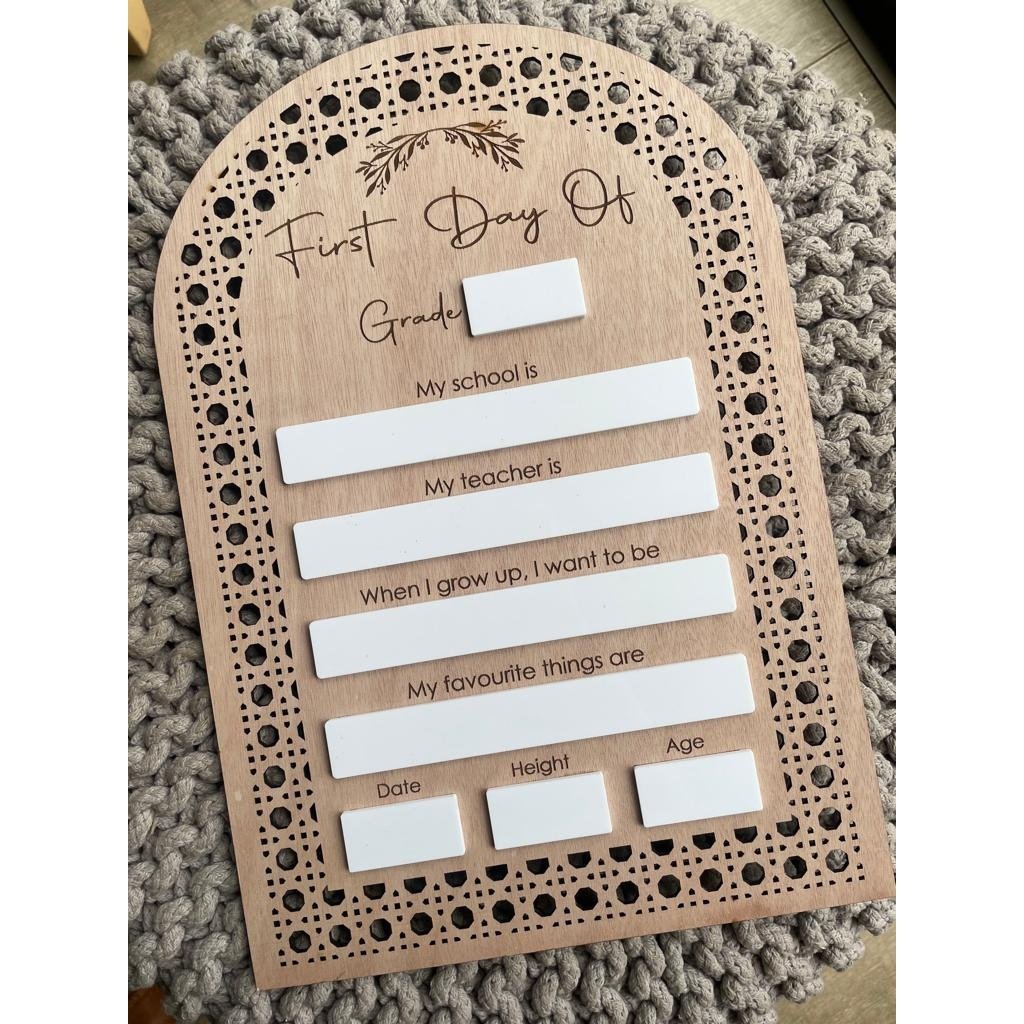 First Day Of
Grade
My school is
My teacher is
When I grow up, I want to be
My favourite things are
Date Height Age